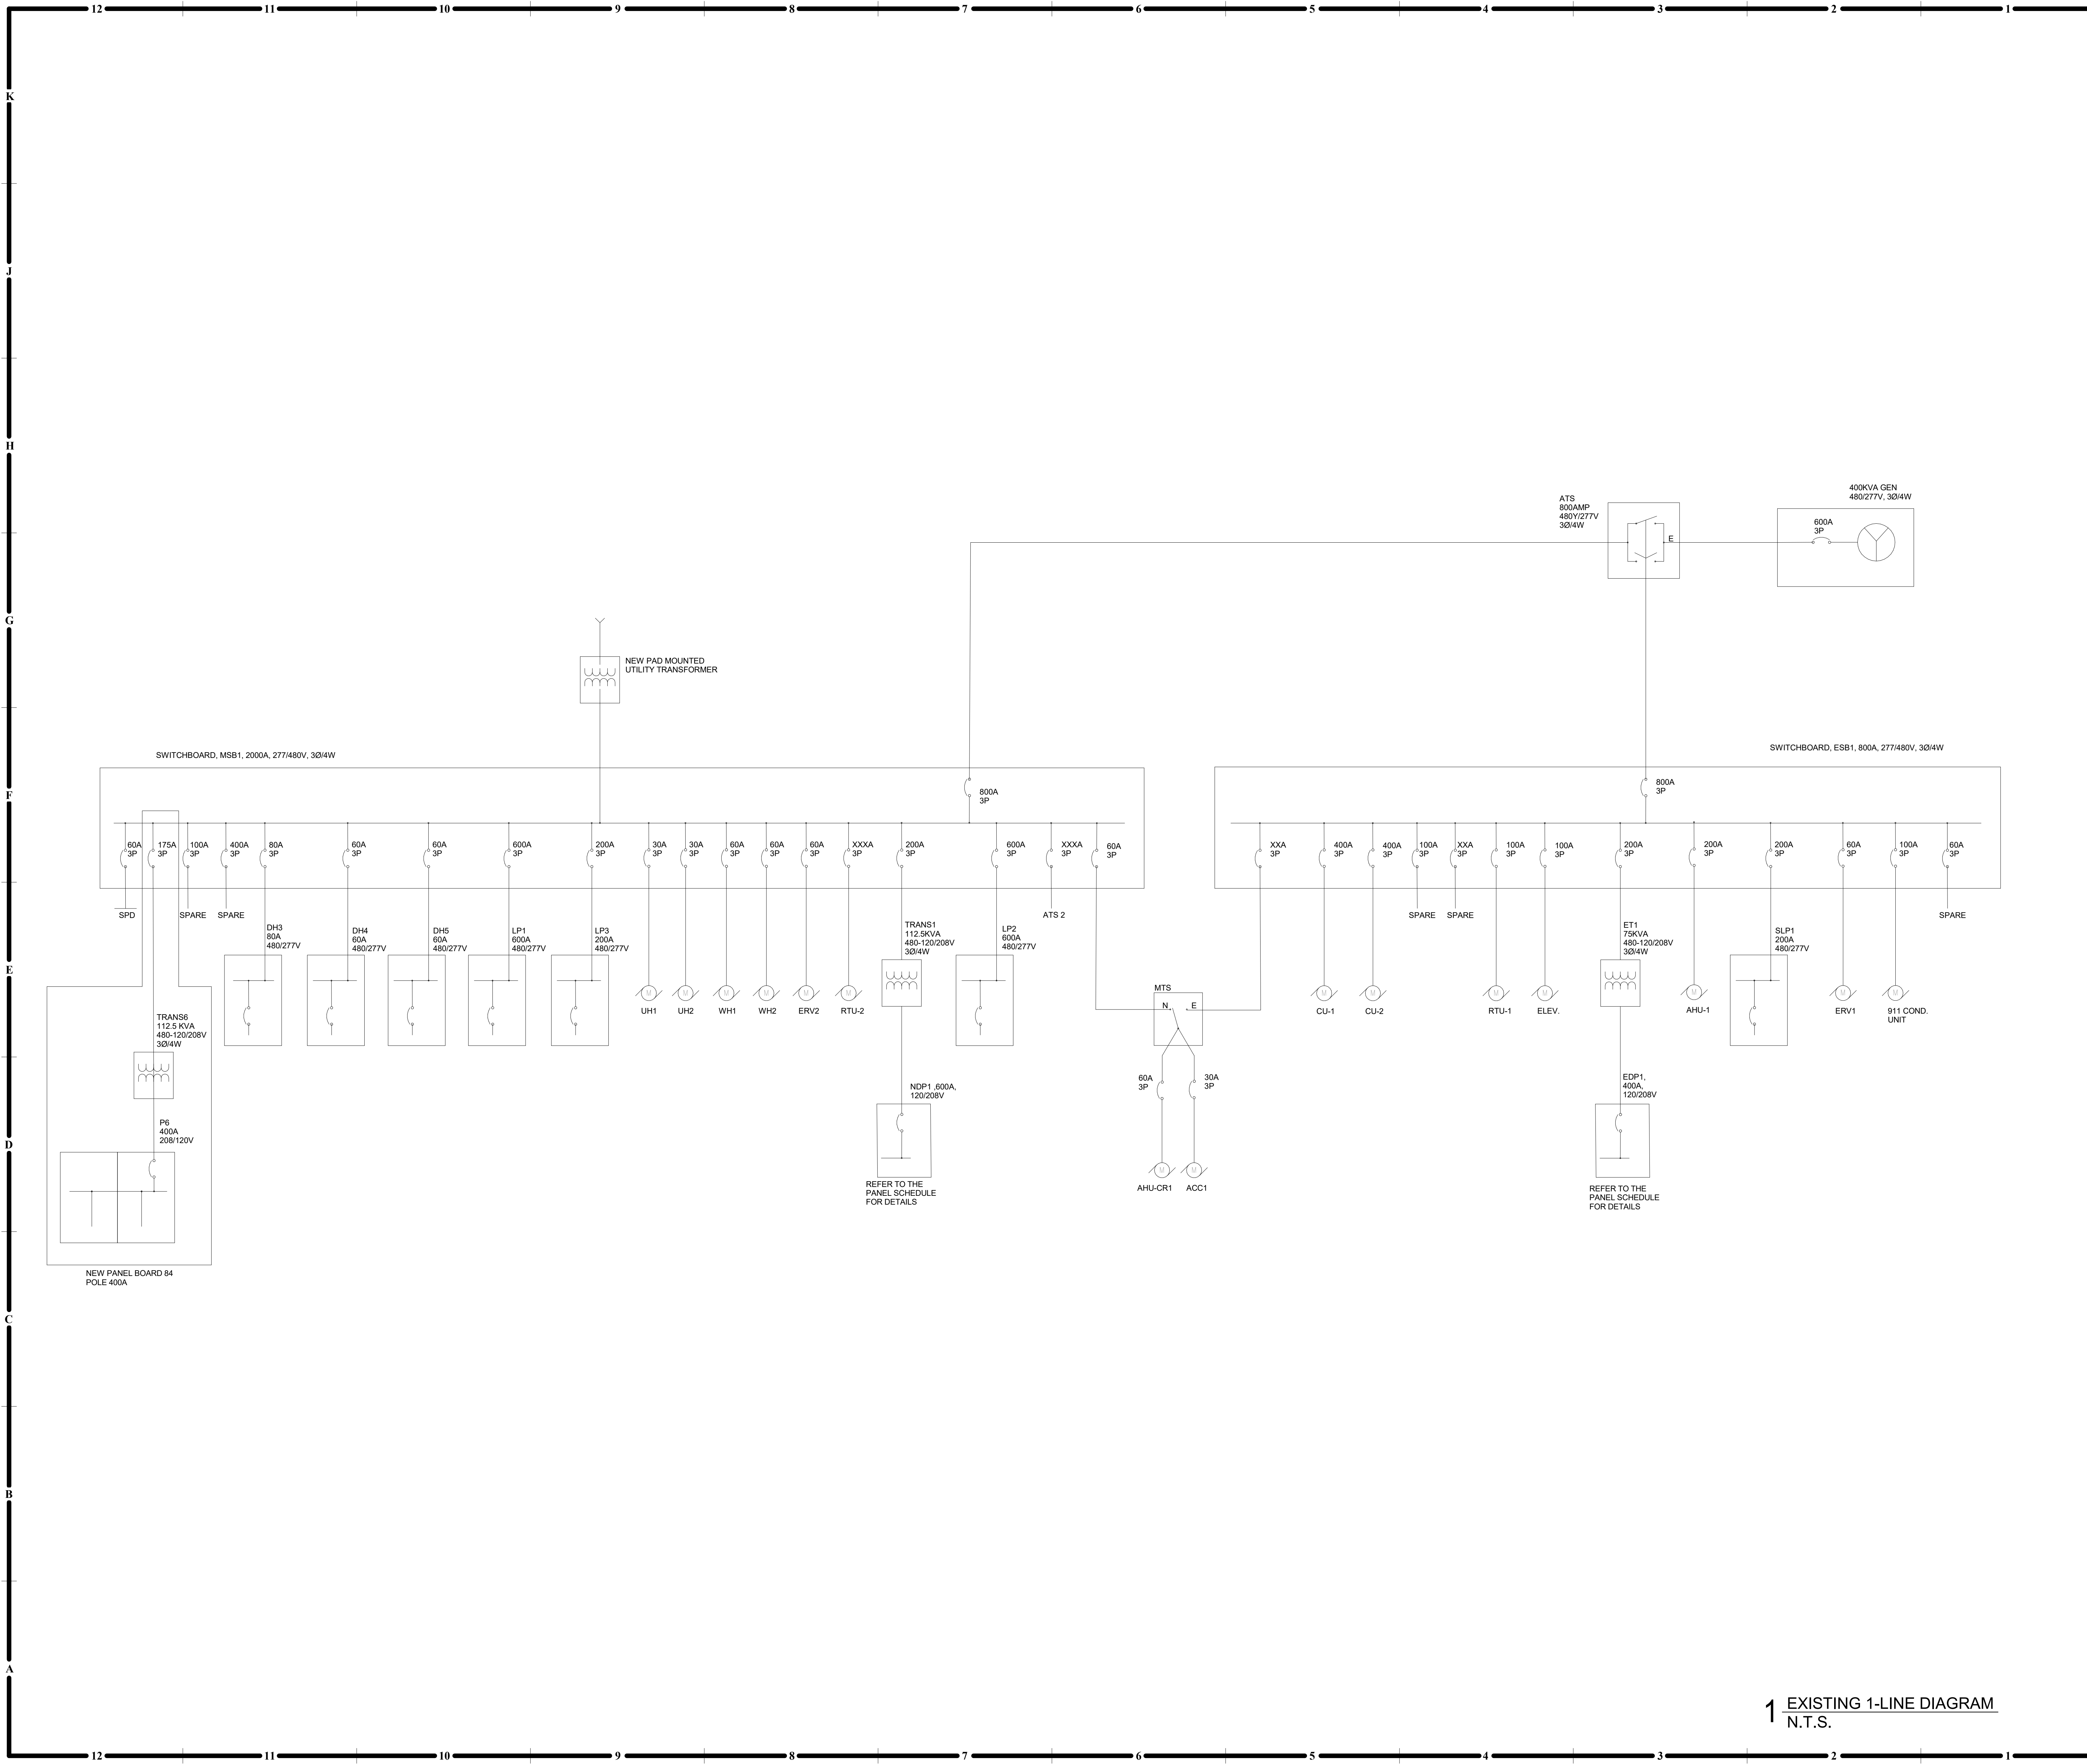 12 11 10 9 8 7 6 5 4 3 2 1
K
J
H
ATS
800AMP
480Y/277V
3Ø/4W
E
400KVA GEN
480/277V, 3Ø/4W
600A
3P
G
NEW PAD MOUNTED
UTILITY TRANSFORMER
SWITCHBOARD, MSB1, 2000A, 277/480V, 3Ø/4W
SWITCHBOARD, ESB1, 800A, 277/480V, 3Ø/4W
F
800A
3P
800A
3P
60A
3P
175A
3P
100A
3P
400A
3P
80A
3P
60A
3P
60A
3P
600A
3P
200A
3P
30A
3P
30A
3P
60A
3P
60A
3P
60A
3P
XXXA
3P
200A
3P
600A
3P
XXXA
3P
60A
3P
XXA
3P
400A
3P
400A
3P
100A
3P
XXA
3P
100A
3P
100A
3P
200A
3P
200A
3P
200A
3P
60A
3P
100A
3P
60A
3P
SPD
SPARE
SPARE
ATS 2
SPARE
SPARE
SPARE
DH3
80A
480/277V
DH4
60A
480/277V
DH5
60A
480/277V
LP1
600A
480/277V
LP3
200A
480/277V
TRANS1
112.5KVA
480-120/208V
3Ø/4W
LP2
600A
480/277V
ET1
75KVA
480-120/208V
3Ø/4W
SLP1
200A
480/277V
E
M
UH1
M
UH2
M
WH1
M
WH2
M
ERV2
M
RTU-2
MTS
N
E
M
CU-1
M
CU-2
M
RTU-1
M
ELEV.
M
AHU-1
M
ERV1
M
911 COND.
UNIT
TRANS6
112.5 KVA
480-120/208V
3Ø/4W
60A
3P
30A
3P
NDP1 ,600A,
120/208V
EDP1,
400A,
120/208V
P6
400A
208/120V
D
M
AHU-CR1
M
ACC1
REFER TO THE
PANEL SCHEDULE
FOR DETAILS
REFER TO THE
PANEL SCHEDULE
FOR DETAILS
NEW PANEL BOARD 84
POLE 400A
C
B
A
1 EXISTING 1-LINE DIAGRAM
N.T.S.
12 11 10 9 8 7 6 5 4 3 2 1